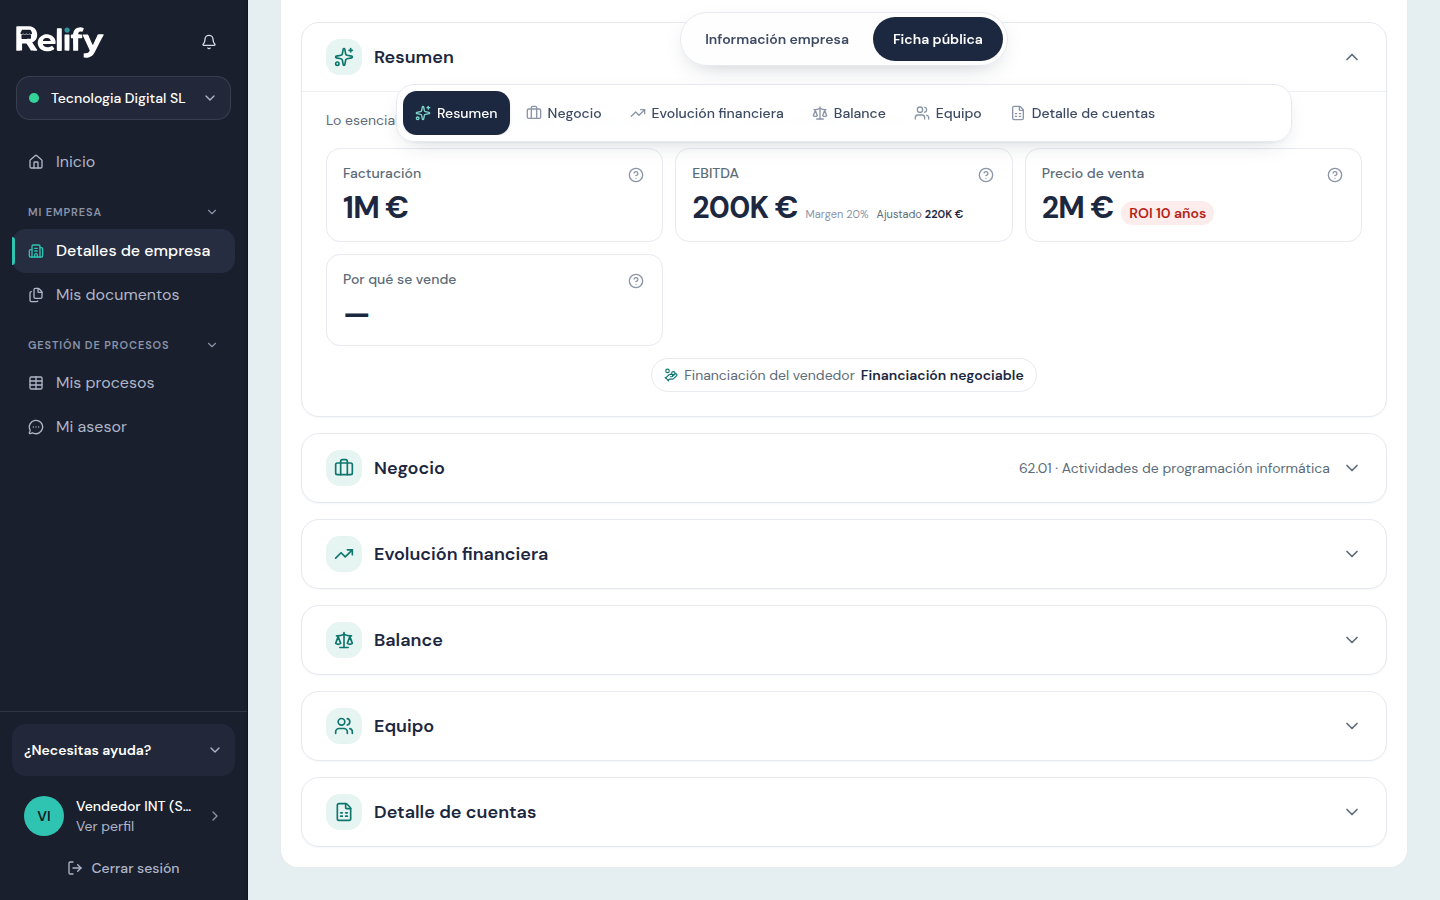 Relify
Tecnologia Digital SL
Inicio
MI EMPRESA
Detalles de empresa
Mis documentos
GESTIÓN DE PROCESOS
Mis procesos
Mi asesor
¿Necesitas ayuda?
VI
Vendedor INT (S...
Ver perfil
Cerrar sesión
Información empresa
Ficha pública
Resumen
Resumen
Negocio
Evolución financiera
Balance
Equipo
Detalle de cuentas
Lo esencia
Facturación
1M €
EBITDA
200K € Margen 20% Ajustado 220K €
Precio de venta
2M € ROI 10 años
Por qué se vende
—
Financiación del vendedor Financiación negociable
Negocio
62.01 · Actividades de programación informática
Evolución financiera
Balance
Equipo
Detalle de cuentas